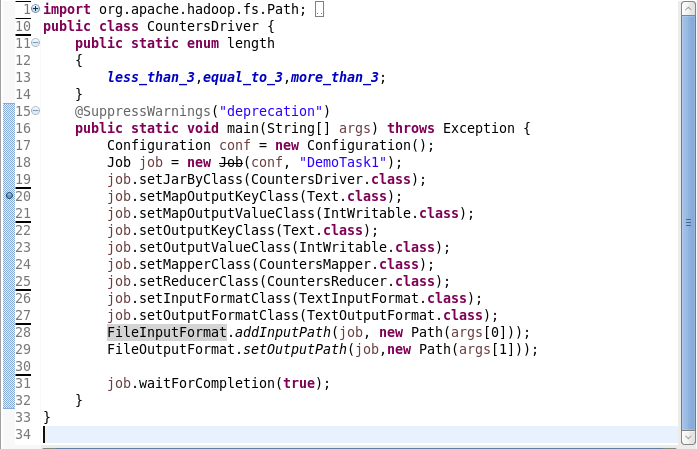 1 import org.apache.hadoop.fs.Path;
10 public class CountersDriver {
11 public static enum length
12 {
13 less_than_3,equal_to_3,more_than_3;
14 }
15 @SuppressWarnings("deprecation")
16 public static void main(String[] args) throws Exception {
17 Configuration conf = new Configuration();
18 Job job = new Job(conf, "DemoTask1");
19 job.setJarByClass(CountersDriver.class);
20 job.setMapOutputKeyClass(Text.class);
21 job.setMapOutputValueClass(IntWritable.class);
22 job.setOutputKeyClass(Text.class);
23 job.setOutputValueClass(IntWritable.class);
24 job.setMapperClass(CountersMapper.class);
25 job.setReducerClass(CountersReducer.class);
26 job.setInputFormatClass(TextInputFormat.class);
27 job.setOutputFormatClass(TextOutputFormat.class);
28 FileInputFormat.addInputPath(job, new Path(args[0]));
29 FileOutputFormat.setOutputPath(job,new Path(args[1]));
30
31 job.waitForCompletion(true);
32 }
33 }
34